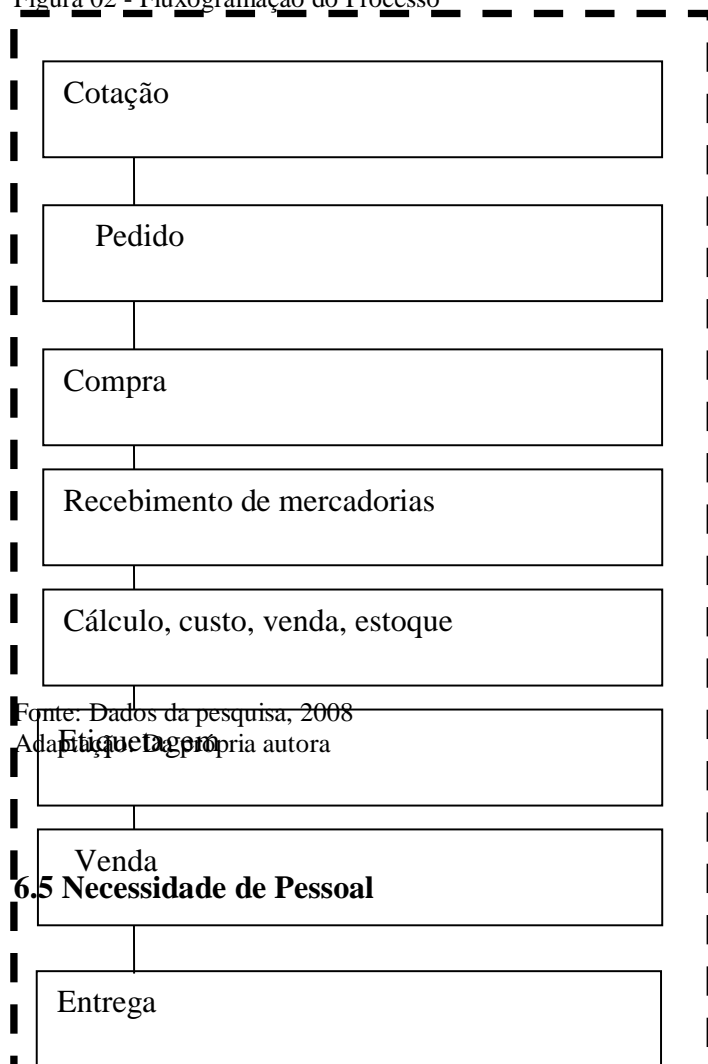 Figura 02 - Fluxogramação do Processo
Cotação
Pedido
Compra
Recebimento de mercadorias
Cálculo, custo, venda, estoque
Fonte: Dados da pesquisa, 2008
Adaptação: Da própria autora
Etiquetagem
Venda
6.5 Necessidade de Pessoal
Entrega